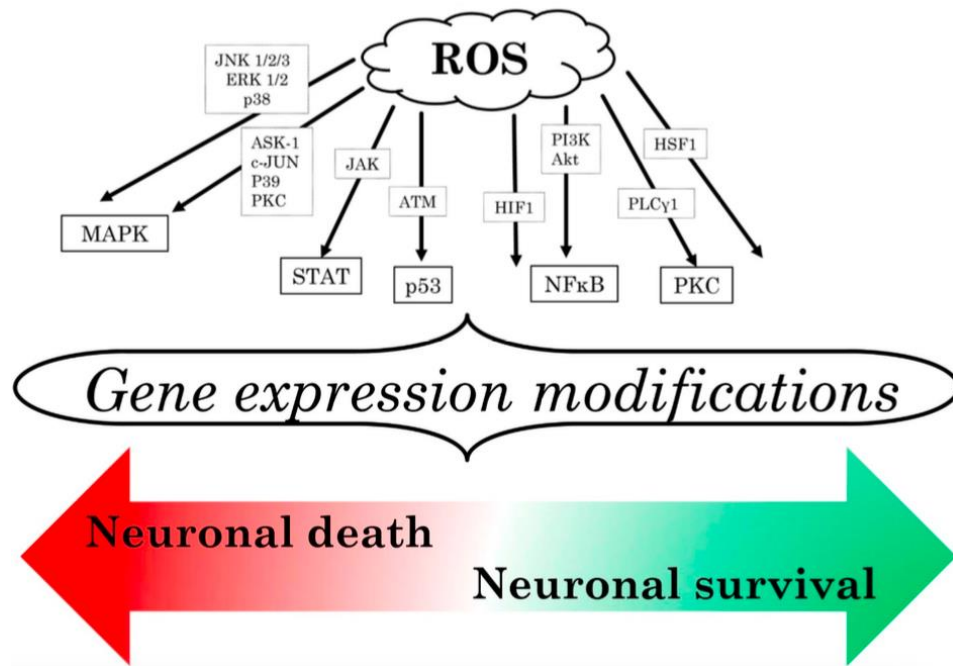 ROS
JNK 1/2/3
ERK 1/2
p38
ASK-1
c-JUN
P39
PKC
JAK
ATM
HIF1
PI3K
Akt
PLCγ1
HSF1
MAPK
STAT
p53
NFκB
PKC
Gene expression modifications
Neuronal death
Neuronal survival